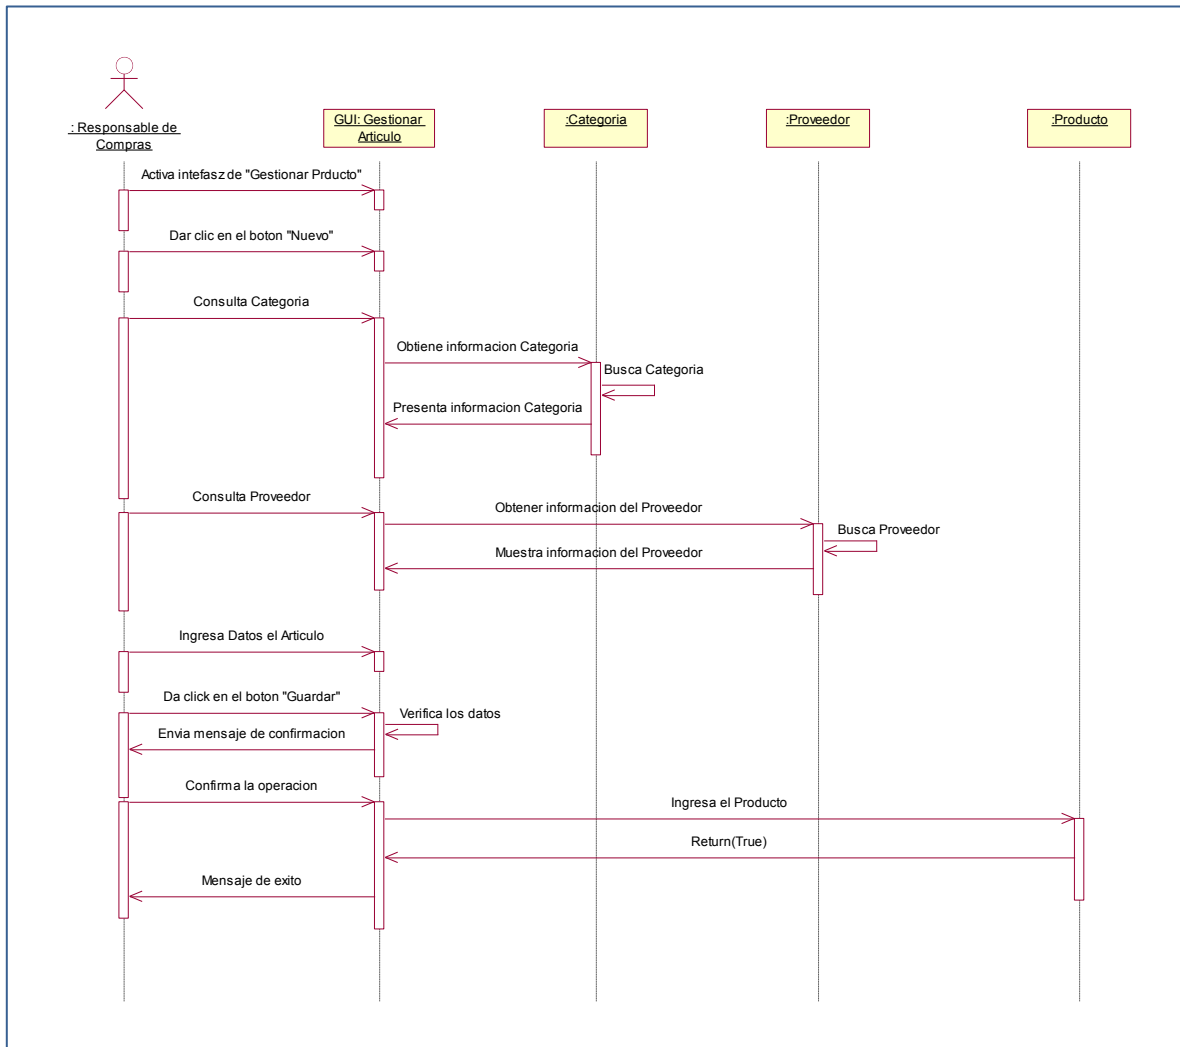 : Responsable de
Compras
GUI: Gestionar
Articulo
:Categoria
:Proveedor
:Producto
Activa intefasz de "Gestionar Prducto"
Dar clic en el boton "Nuevo"
Consulta Categoria
Obtiene informacion Categoria
Busca Categoria
Presenta informacion Categoria
Consulta Proveedor
Obtener informacion del Proveedor
Busca Proveedor
Muestra informacion del Proveedor
Ingresa Datos el Articulo
Da click en el boton "Guardar"
Verifica los datos
Envia mensaje de confirmacion
Confirma la operacion
Ingresa el Producto
Return(True)
Mensaje de exito